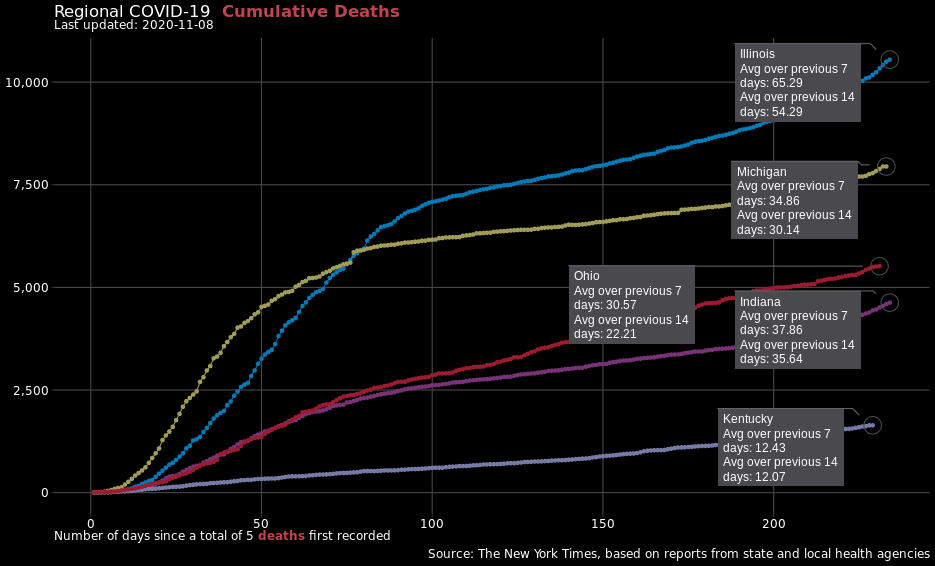 Regional COVID-19 Cumulative Deaths
Last updated: 2020-11-08
10,000
7,500
5,000
2,500
0
Illinois
Avg over previous 7
days: 65.29
Avg over previous 14
days: 54.29
Michigan
Avg over previous 7
days: 34.86
Avg over previous 14
days: 30.14
Ohio
Avg over previous 7
days: 30.57
Avg over previous 14
days: 22.21
Indiana
Avg over previous 7
days: 37.86
Avg over previous 14
days: 35.64
Kentucky
Avg over previous 7
days: 12.43
Avg over previous 14
days: 12.07
0 50 100 150 200
Number of days since a total of 5 deaths first recorded
Source: The New York Times, based on reports from state and local health agencies